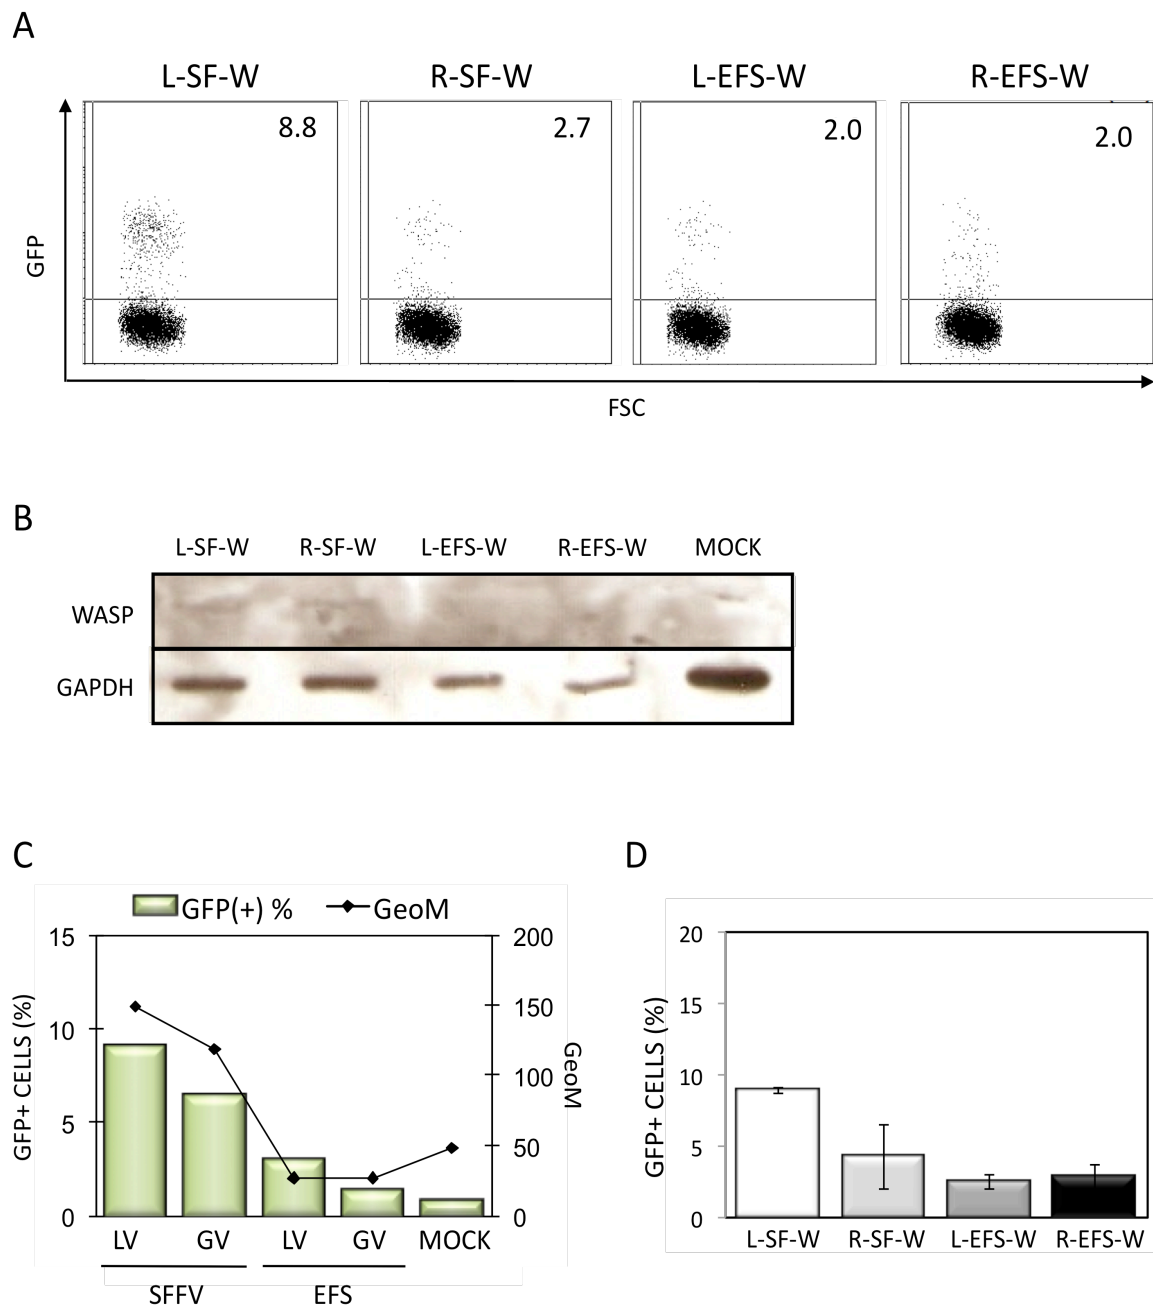 A
L-SF-W R-SF-W L-EFS-W R-EFS-W
8.8 2.7 2.0 2.0
GFP
FSC
B
L-SF-W R-SF-W L-EFS-W R-EFS-W MOCK
WASP
GAPDH
C
GFP(+) % GeoM
15
10
5
0
GFP+ CELLS (%)
200
150
100
50
0
GeoM
LV GV LV GV MOCK
SFFV EFS
D
20
15
10
5
0
GFP+ CELLS (%)
L-SF-W R-SF-W L-EFS-W R-EFS-W